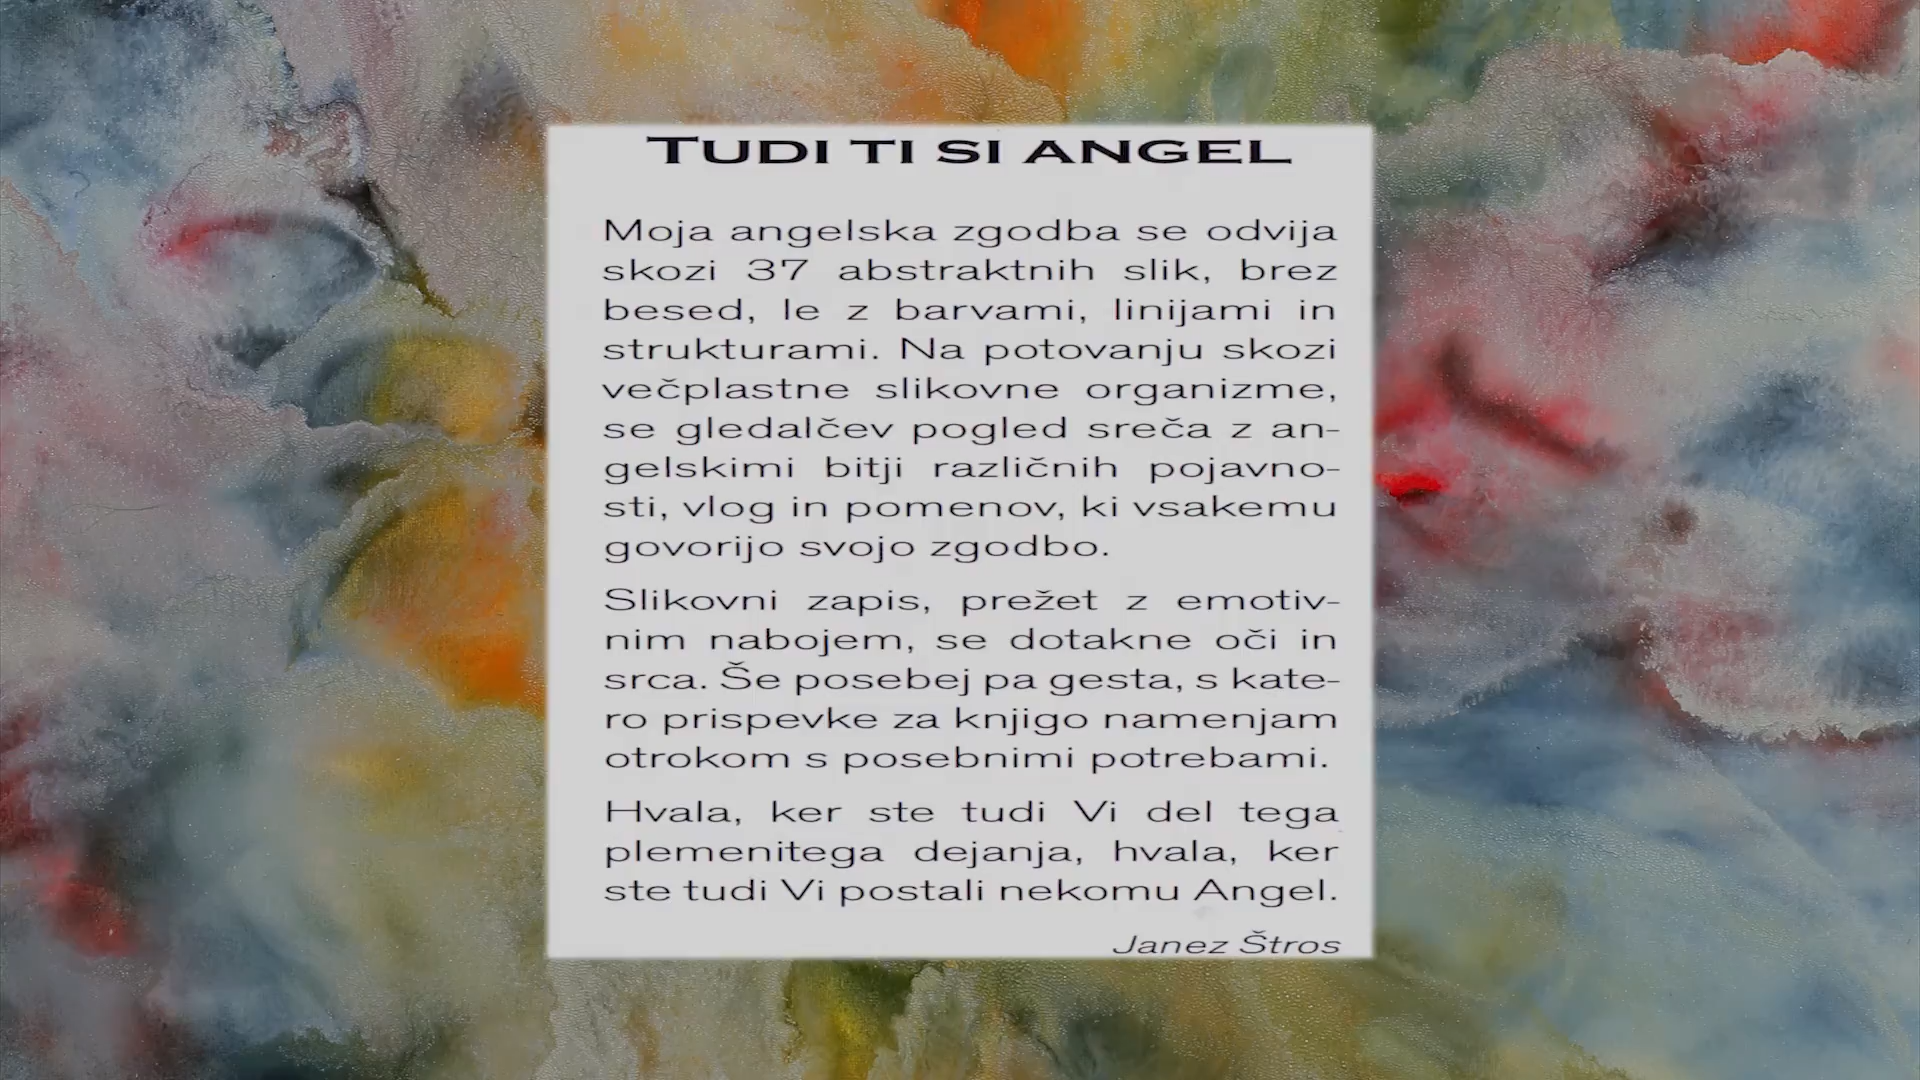 TUDI TI SI ANGEL
Moja angelska zgodba se odvija
skozi 37 abstraktnih slik, brez
besed, le z barvami, linijami in
strukturami. Na potovanju skozi
večplastne slikovne organizme,
se gledalčev pogled sreča z an-
gelskimi bitji različnih pojavno-
sti, vlog in pomenov, ki vsakemu
govorijo svojo zgodbo.
Slikovni zapis, prežet z emotiv-
nim nabojem, se dotakne oči in
srca. Še posebej pa gesta, s kate-
ro prispevke za knjigo namenjam
otrokom s posebnimi potrebami.
Hvala, ker ste tudi Vi del tega
plemenitega dejanja, hvala, ker
ste tudi Vi postali nekomu Angel.
Janez Štros